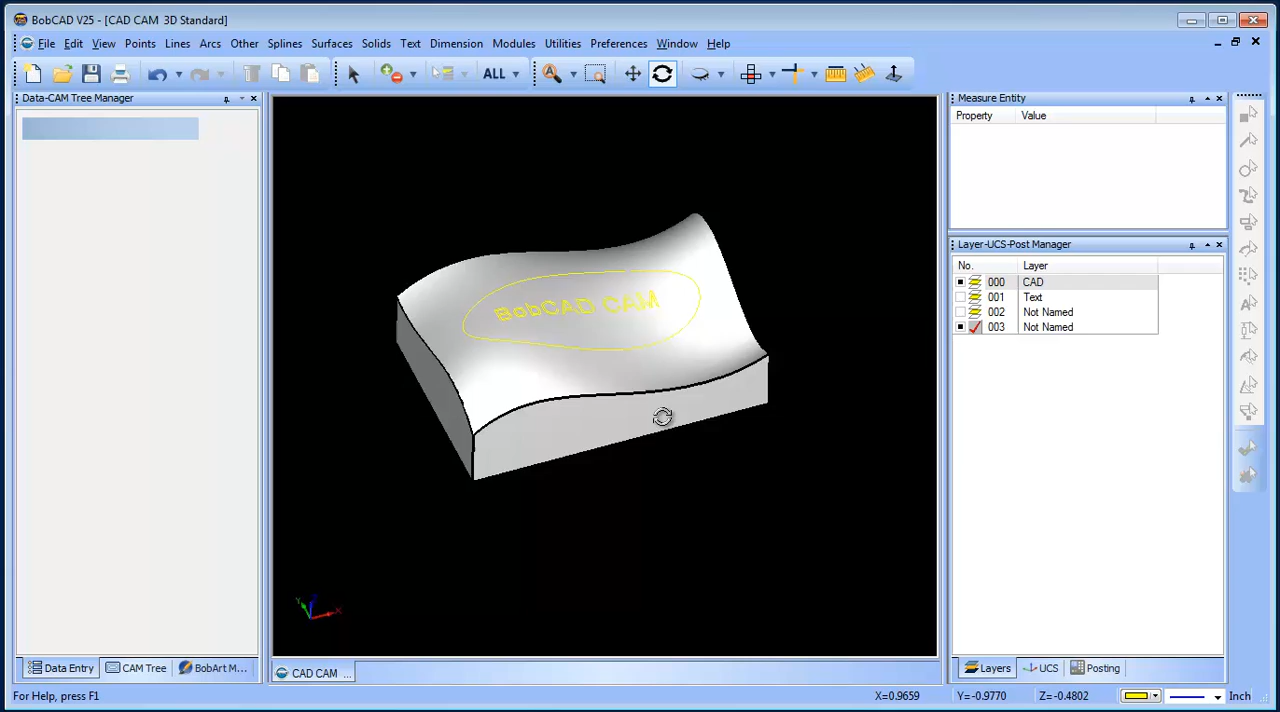 BobCAD V25 - [CAD CAM  3D Standard]
File Edit View Points Lines Arcs Other Splines Surfaces Solids Text Dimension Modules Utilities Preferences Window Help
ALL
Data-CAM Tree Manager
Measure Entity
Property Value
BobCAD CAM
Layer-UCS-Post Manager
No. Layer
000 CAD
001 Text
002 Not Named
003 Not Named
Y X
Data Entry CAM Tree BobArt M...
CAD CAM ...
Layers UCS Posting
For Help, press F1
X=0.9659 Y=-0.9770 Z=-0.4802 Inch